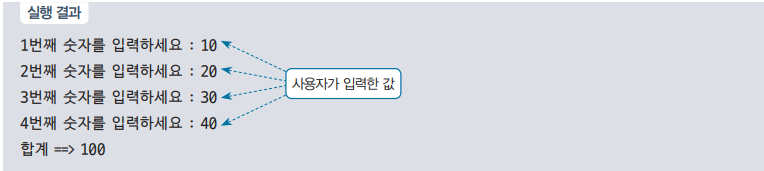 실행 결과
1번째 숫자를 입력하세요 : 10
2번째 숫자를 입력하세요 : 20
3번째 숫자를 입력하세요 : 30
4번째 숫자를 입력하세요 : 40
사용자가 입력한 값
합계 ==> 100